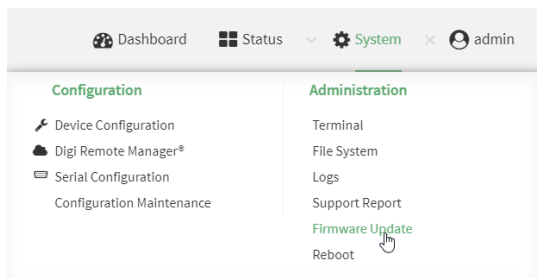 Dashboard Status System admin
Configuration
Device Configuration
Digi Remote Manager®
Serial Configuration
Configuration Maintenance
Administration
Terminal
File System
Logs
Support Report
Firmware Update
Reboot